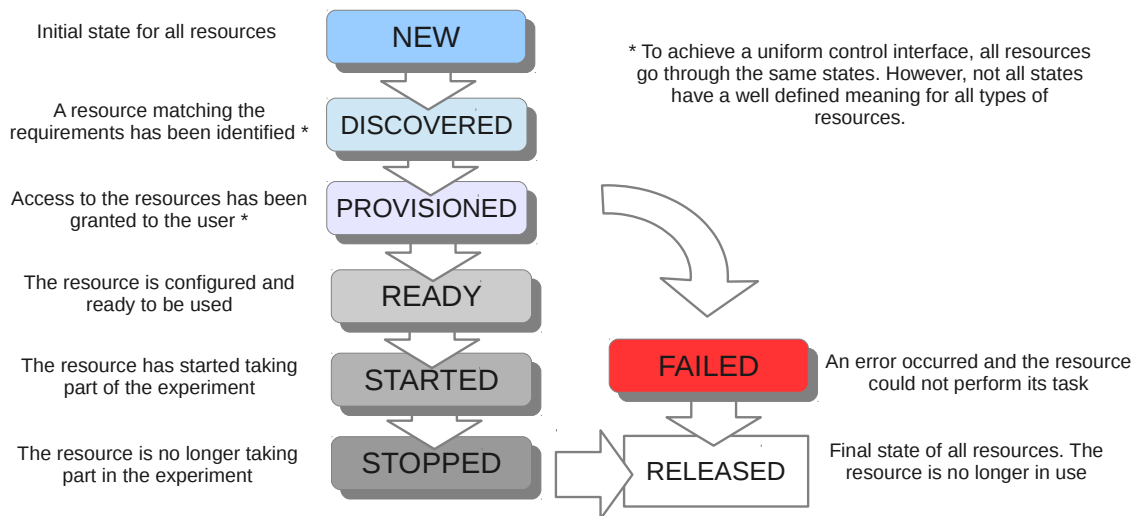 Initial state for all resources
NEW
* To achieve a uniform control interface, all resources
go through the same states. However, not all states
have a well defined meaning for all types of
resources.
A resource matching the
requirements has been identified *
DISCOVERED
Access to the resources has been
granted to the user *
PROVISIONED
The resource is configured and
ready to be used
READY
The resource has started taking
part of the experiment
STARTED
FAILED
An error occurred and the resource
could not perform its task
The resource is no longer taking
part in the experiment
STOPPED
RELEASED
Final state of all resources. The
resource is no longer in use